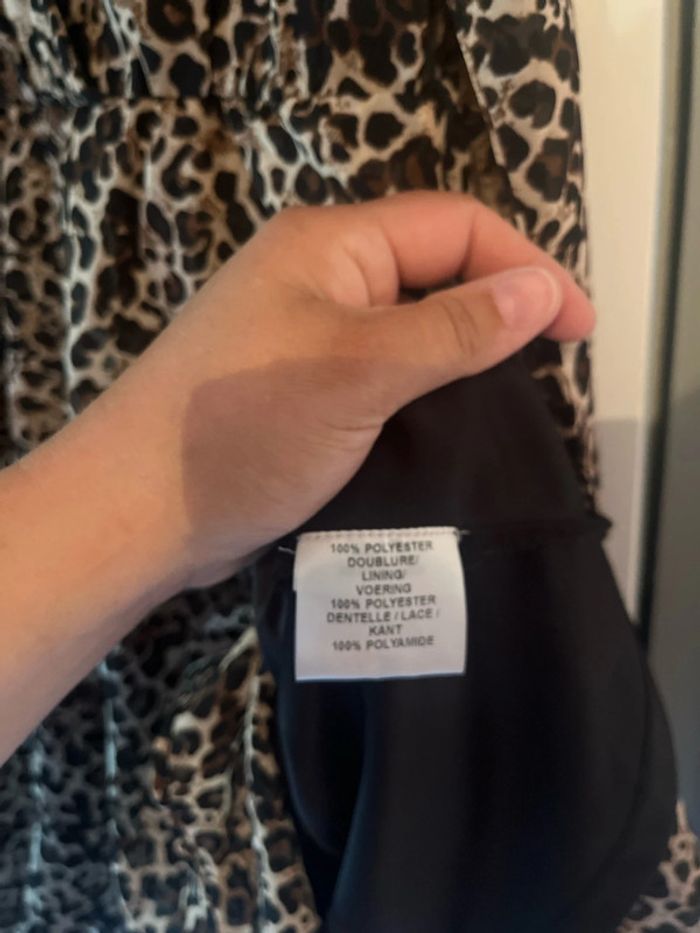 100% POLYESTER
DOUBLURE/
LINING/
VOERING
100% POLYESTER
DENTELLE / LACE /
KANT
100% POLYAMIDE